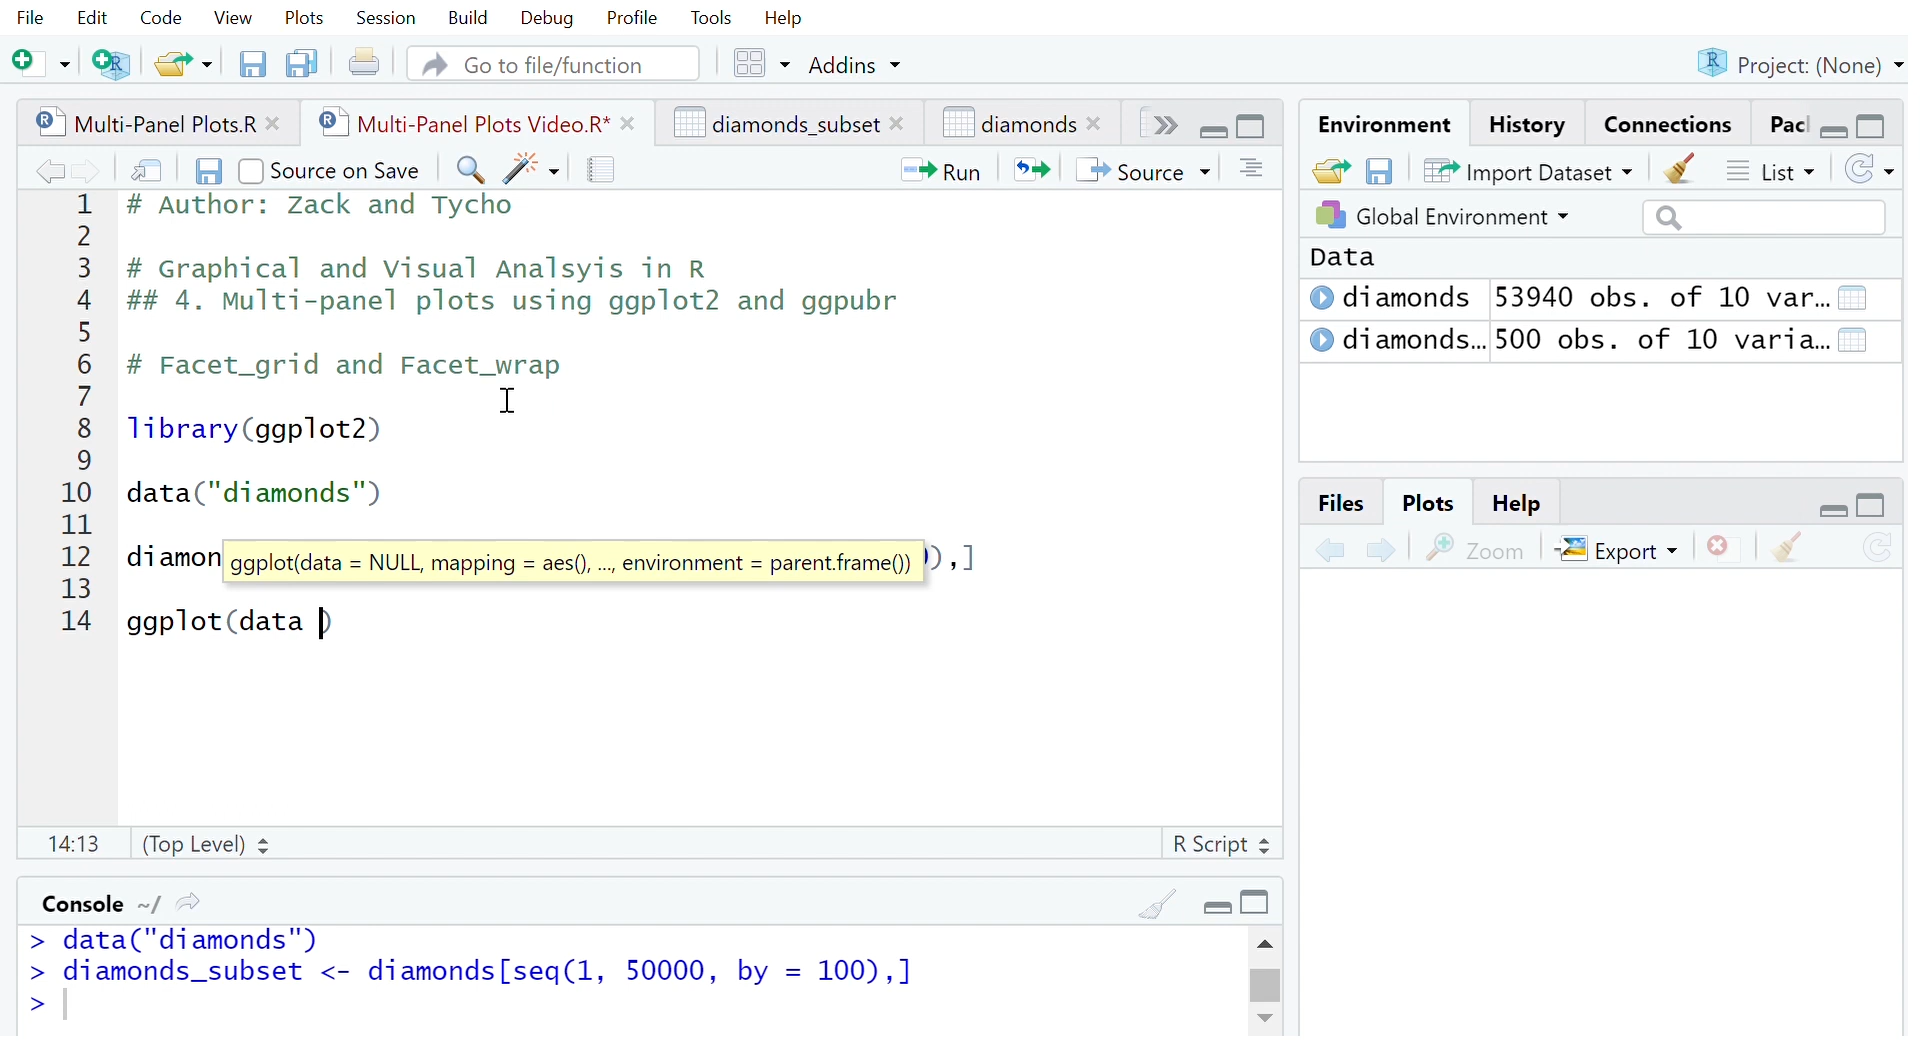 File Edit Code View Plots Session Build Debug Profile Tools Help
Go to file/function Addins Project: (None)
Multi-Panel Plots.R Multi-Panel Plots Video.R* diamonds_subset diamonds
Source on Save Run Source
1 # Author: Zack and Tycho
2
3 # Graphical and Visual Analsyis in R
4 ## 4. Multi-panel plots using ggplot2 and ggpubr
5
6 # Facet_grid and Facet_wrap
7
8 library(ggplot2)
9
10 data("diamonds")
11
12 diamon ),]
ggplot(data = NULL, mapping = aes(), ..., environment = parent.frame())
13
14 ggplot(data )
14:13 (Top Level) R Script
Console ~/
> data("diamonds")
> diamonds_subset <- diamonds[seq(1, 50000, by = 100),]
>
Environment History Connections Pac
Import Dataset List
Global Environment
Data
diamonds 53940 obs. of 10 var...
diamonds... 500 obs. of 10 varia...
Files Plots Help
Zoom Export